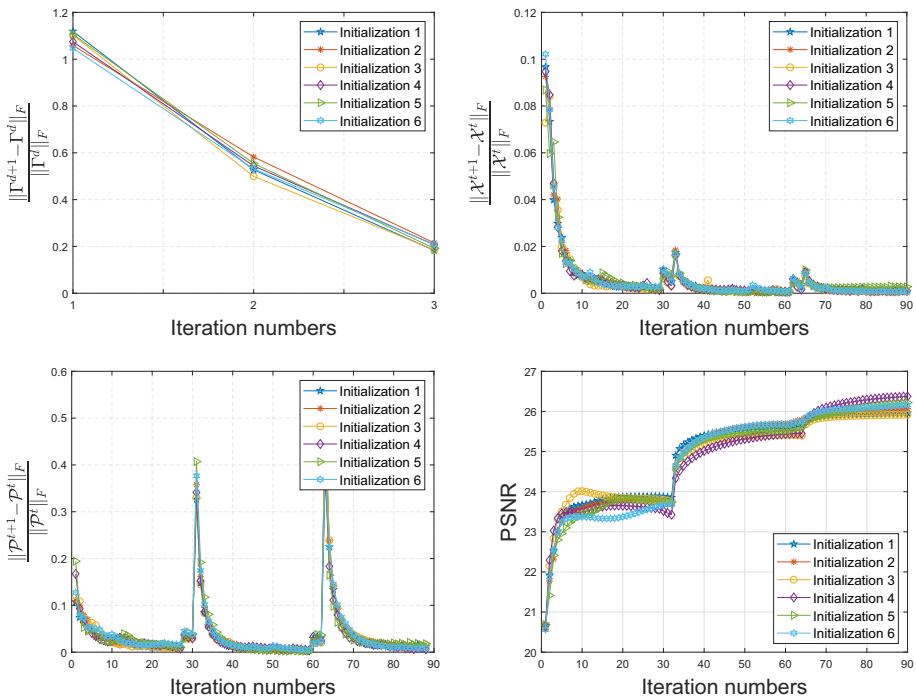 1.2
1
0.8
0.6
0.4
0.2
0
1
2
3
||Γ^{d+1}−Γ^d||_F
||Γ^d||_F
Iteration numbers
Initialization 1
Initialization 2
Initialization 3
Initialization 4
Initialization 5
Initialization 6
0.12
0.1
0.08
0.06
0.04
0.02
0
0 10 20 30 40 50 60 70 80 90
||𝒳^{t+1}−𝒳^t||_F
||𝒳^t||_F
Iteration numbers
Initialization 1
Initialization 2
Initialization 3
Initialization 4
Initialization 5
Initialization 6
0.6
0.5
0.4
0.3
0.2
0.1
0
0 10 20 30 40 50 60 70 80 90
||𝒫^{t+1}−𝒫^t||_F
||𝒫^t||_F
Iteration numbers
Initialization 1
Initialization 2
Initialization 3
Initialization 4
Initialization 5
Initialization 6
27
26
25
24
23
22
21
20
0 10 20 30 40 50 60 70 80 90
PSNR
Iteration numbers
Initialization 1
Initialization 2
Initialization 3
Initialization 4
Initialization 5
Initialization 6